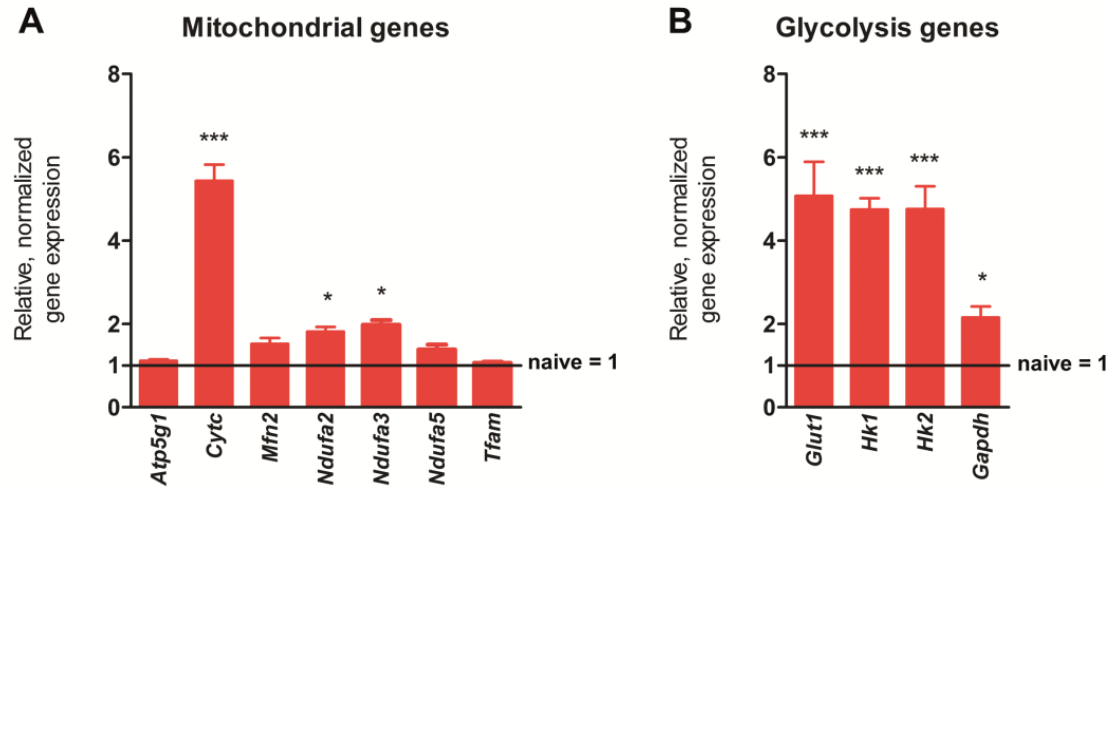 A
Mitochondrial genes
Relative, normalized
gene expression
8
6
4
2
1
0
***
*
*
naive = 1
Atp5g1
Cytc
Mfn2
Ndufa2
Ndufa3
Ndufa5
Tfam
B
Glycolysis genes
Relative, normalized
gene expression
8
6
4
2
1
0
***
***
***
*
naive = 1
Glut1
Hk1
Hk2
Gapdh